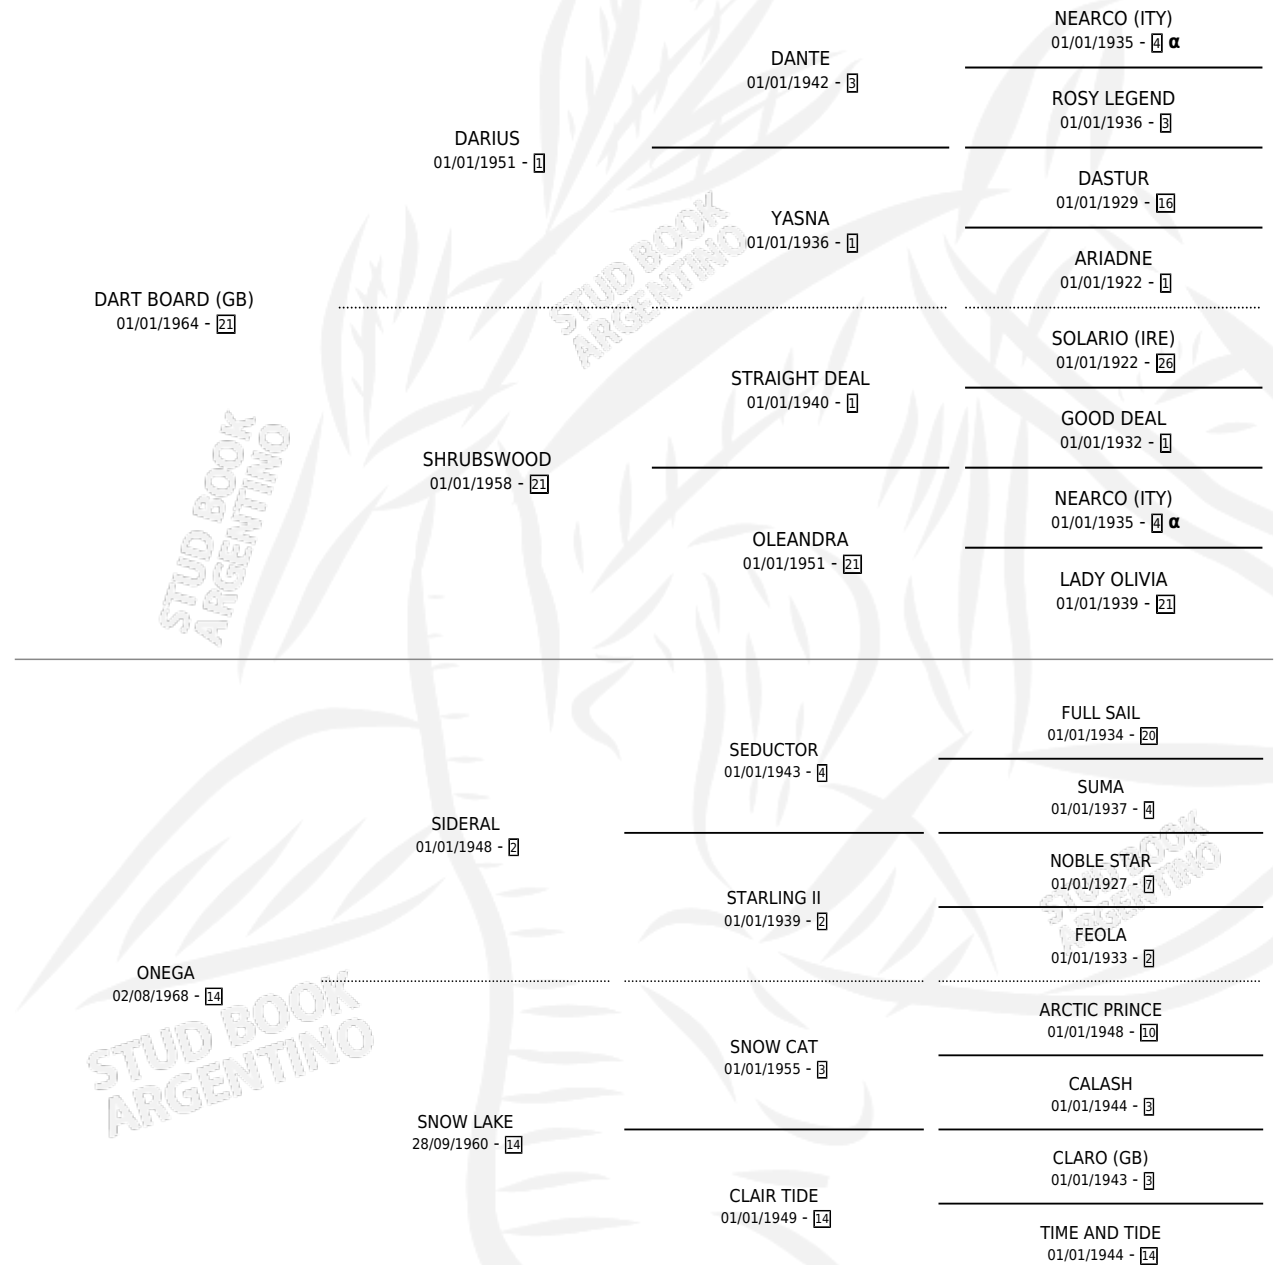 NEARCO (ITY)
01/01/1935 - 4 α
DANTE
01/01/1942 - 3
ROSY LEGEND
01/01/1936 - 3
DARIUS
01/01/1951 - 1
DASTUR
01/01/1929 - 16
YASNA
01/01/1936 - 1
ARIADNE
01/01/1922 - 1
DART BOARD (GB)
01/01/1964 - 21
SOLARIO (IRE)
01/01/1922 - 26
STRAIGHT DEAL
01/01/1940 - 1
GOOD DEAL
01/01/1932 - 1
SHRUBSWOOD
01/01/1958 - 21
NEARCO (ITY)
01/01/1935 - 4 α
OLEANDRA
01/01/1951 - 21
LADY OLIVIA
01/01/1939 - 21
FULL SAIL
01/01/1934 - 20
SEDUCTOR
01/01/1943 - 4
SUMA
01/01/1937 - 4
SIDERAL
01/01/1948 - 2
NOBLE STAR
01/01/1927 - 7
STARLING II
01/01/1939 - 2
FEOLA
01/01/1933 - 2
ONEGA
02/08/1968 - 14
ARCTIC PRINCE
01/01/1948 - 10
SNOW CAT
01/01/1955 - 3
CALASH
01/01/1944 - 3
SNOW LAKE
28/09/1960 - 14
CLARO (GB)
01/01/1943 - 3
CLAIR TIDE
01/01/1949 - 14
TIME AND TIDE
01/01/1944 - 14
STUD BOOK
ARGENTINO
STUD BOOK
ARGENTINO
STUD BOOK
ARGENTINO
STUD BOOK
ARGENTINO